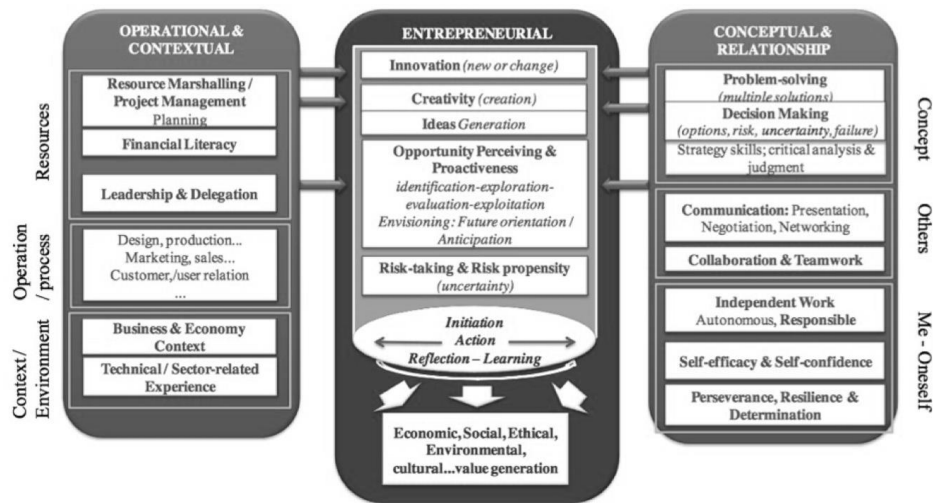 OPERATIONAL &
CONTEXTUAL
Resources
Resource Marshalling /
Project Management
Planning
Financial Literacy
Leadership & Delegation
Operation
/ process
Design, production...
Marketing, sales...
Customer,/user relation
...
Context /
Environment
Business & Economy
Context
Technical / Sector-related
Experience
ENTREPRENEURIAL
Innovation (new or change)
Creativity (creation)
Ideas Generation
Opportunity Perceiving &
Proactiveness
identification-exploration-
evaluation-exploitation
Envisioning: Future orientation /
Anticipation
Risk-taking & Risk propensity
(uncertainty)
Initiation
Action
Reflection – Learning
Economic, Social, Ethical,
Environmental,
cultural...value generation
CONCEPTUAL &
RELATIONSHIP
Concept
Problem-solving
(multiple solutions)
Decision Making
(options, risk, uncertainty, failure)
Strategy skills; critical analysis &
judgment
Others
Communication: Presentation,
Negotiation, Networking
Collaboration & Teamwork
Me - Oneself
Independent Work
Autonomous, Responsible
Self-efficacy & Self-confidence
Perseverance, Resilience &
Determination